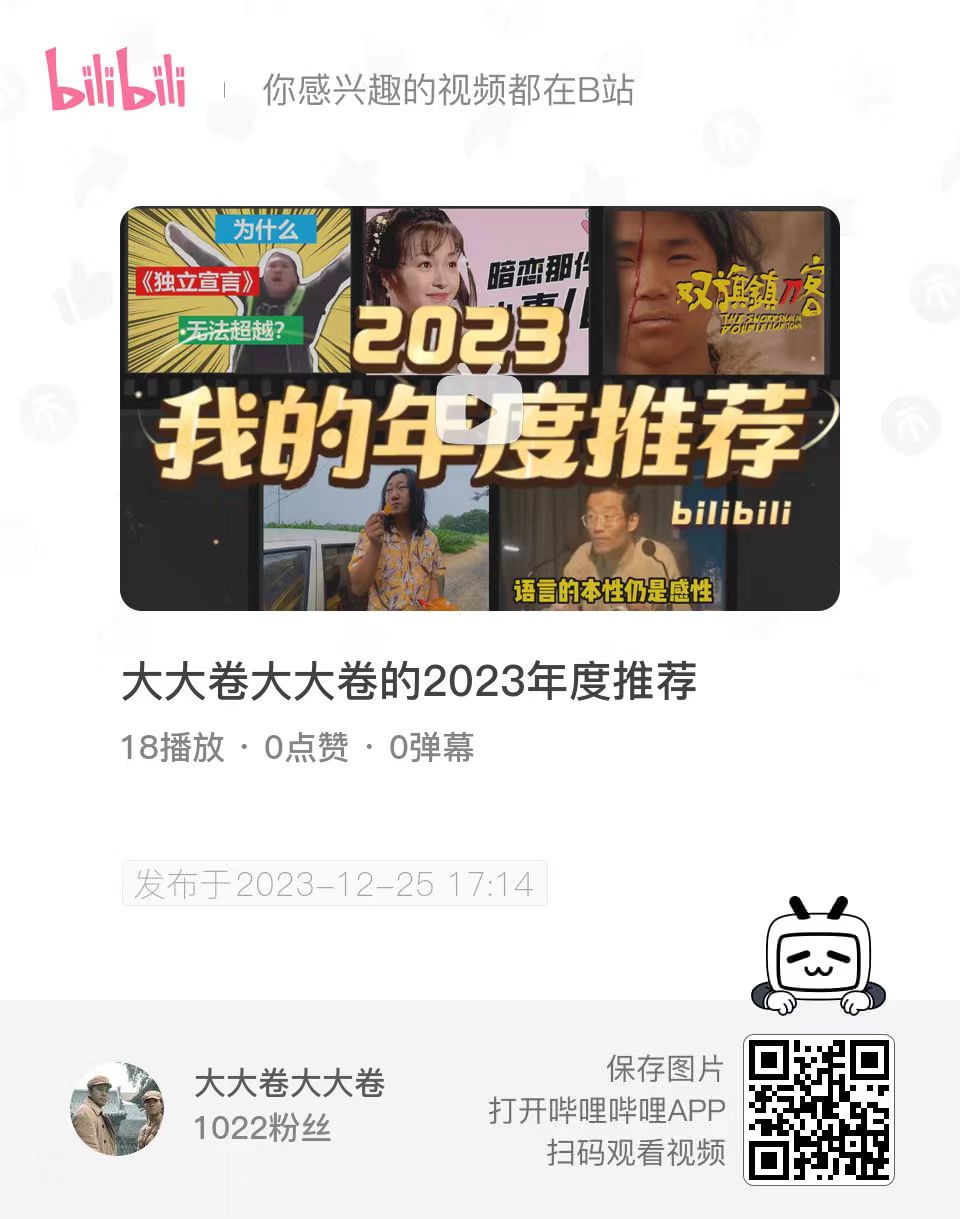 bilibili
你感兴趣的视频都在B站
为什么
《独立宣言》
无法超越?
暗恋那件
小事儿
双旗镇刀客
2023
我的年度推荐
bilibili
语言的本性仍是感性
大大卷大大卷的2023年度推荐
18播放 · 0点赞 · 0弹幕
发布于2023-12-25 17:14
大大卷大大卷
1022粉丝
保存图片
打开哔哩哔哩APP
扫码观看视频